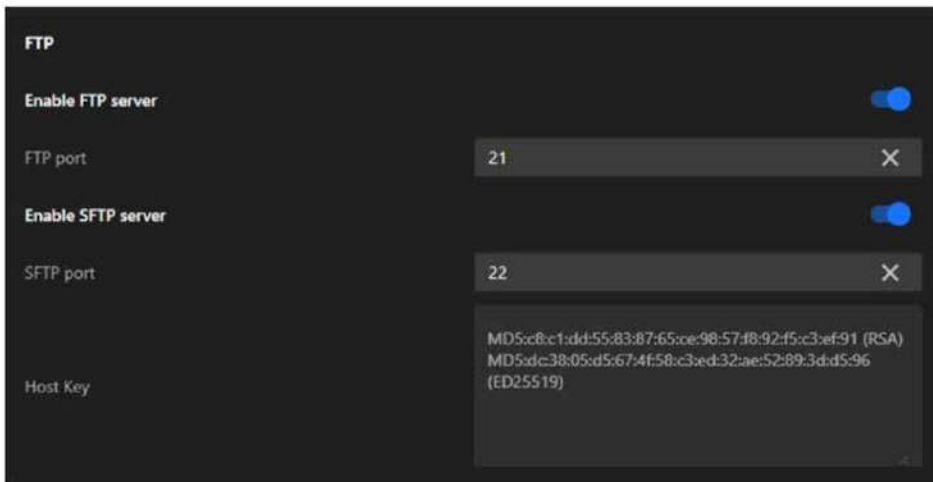 FTP
Enable FTP server
FTP port
21
Enable SFTP server
SFTP port
22
Host Key
MD5:c8:c1:dd:55:83:87:65:ce:98:57:f8:92:f5:c3:ef:91 (RSA)
MD5:dc:38:05:d5:67:4f:58:c3:ed:32:ae:52:89:3d:d5:96
(ED25519)